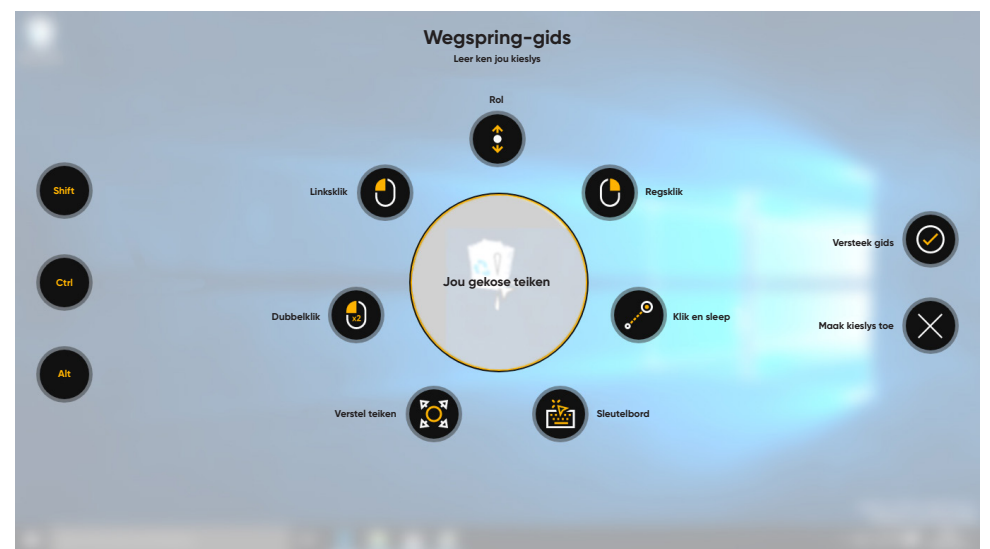 Wegspring-gids
Leer ken jou kieslys
Rol
Linksklik
Regsklik
Shift
Versteek gids
Ctrl
Jou gekose teiken
Dubbelklik
x2
Klik en sleep
Maak kieslys toe
Alt
Verstel teiken
Sleutelbord